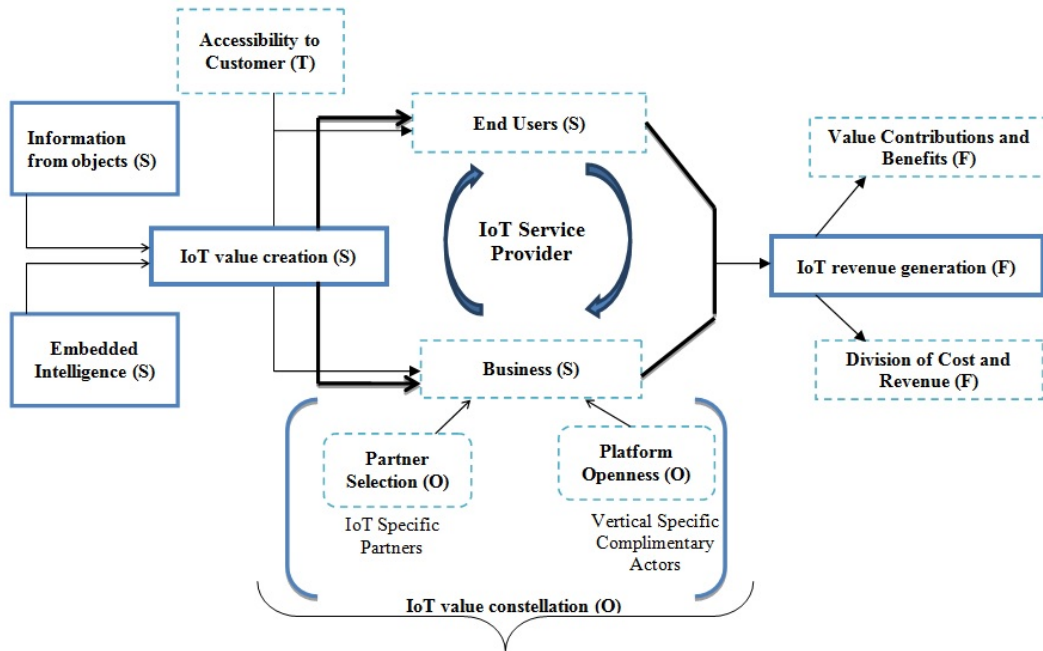 Accessibility to
Customer (T)
Information
from objects (S)
End Users (S)
Value Contributions and
Benefits (F)
IoT value creation (S)
IoT Service
Provider
IoT revenue generation (F)
Embedded
Intelligence (S)
Business (S)
Division of Cost and
Revenue (F)
Partner
Selection (O)
Platform
Openness (O)
IoT Specific
Partners
Vertical Specific
Complimentary
Actors
IoT value constellation (O)